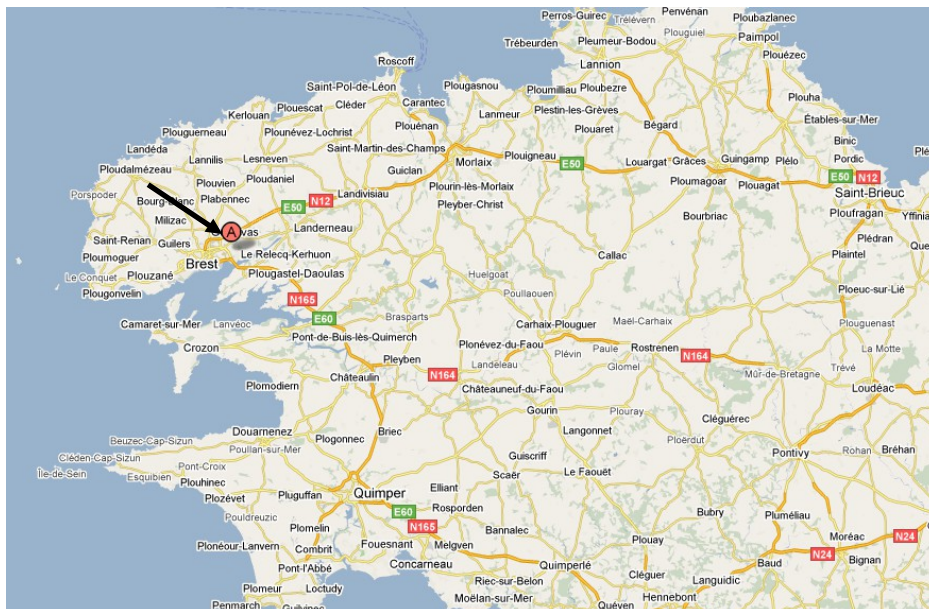 Penvénan
Perros-Guirec
Trélévern
Ploubazlanec
Pleumeur-Bodou
Plouguiel
Paimpol
Trébeurden
Plouézec
Lannion
Roscoff
Saint-Pol-de-Léon
Plougasnou
Ploumilliau
Ploubezre
Plouha
Cléder
Carantec
Lanmeur
Plestin-les-Grèves
Plouescat
Kerlouan
Étables-sur-Mer
Plouguerneau
Plounévez-Lochrist
Plouénan
Plouaret
Bégard
Binic
Landéda
Saint-Martin-des-Champs
Pordic
Lannilis
Lesneven
Morlaix
Plouigneau
E50
Louargat
Grâces
Guingamp
Plélo
Ploudalmézeau
Guiclan
Ploudaniel
Ploumagoar
Plouagat
E50
N12
Plouvien
Plourin-lès-Morlaix
Saint-Brieuc
Porspoder
Plabennec
Landivisiau
N12
Bourg-Blanc
E50
Pleyber-Christ
Ploufragan
Milizac
Bourbriac
Yffinia
A
Landerneau
Saint-Renan
Guilers
Plédran
Plaintel
Ploumoguer
Le Relecq-Kerhuon
Callac
Brest
Le Conquet
Plouzané
Plougastel-Daoulas
Huelgoat
Ploeuc-sur-Lié
Plougonvelin
Poullaouen
N165
E60
Brasparts
Maël-Carhaix
Plouguenast
Camaret-sur-Mer
Lanvéoc
Carhaix-Plouguer
Crozon
Pont-de-Buis-lès-Quimerch
Plonévez-du-Faou
Paule
Rostrenen
La Motte
Pleyben
Plévin
N164
Landeleau
Glomel
Trévé
N164
Mûr-de-Bretagne
Châteaulin
Plomodiern
Châteauneuf-du-Faou
Loudéac
Gourin
Plouray
Cléguérec
Douarnenez
Briec
Langonnet
Beuzec-Cap-Sizun
Plogonnec
Ploërdut
Poullan-sur-Mer
Rohan
Bréhan
Cléden-Cap-Sizun
Guiscriff
Pontivy
Île-de-Sein
Pont-Croix
Scaër
Le Faouët
Esquibien
Plouhinec
Elliant
Plozévet
Pluguffan
Quimper
Rosporden
Bubry
Pluméliau
Pouldreuzic
E60
N165
Bannalec
Plomelin
Moréac
N24
Plonéour-Lanvern
Fouesnant
Melgven
Plouay
N24
Bignan
Combrit
Concarneau
Quimperlé
Baud
Pont-l'Abbé
Cléguer
Languidic
Plomeur
Loctudy
Riec-sur-Belon
Hennebont
Penmarch
Moëlan-sur-Mer
Quéven